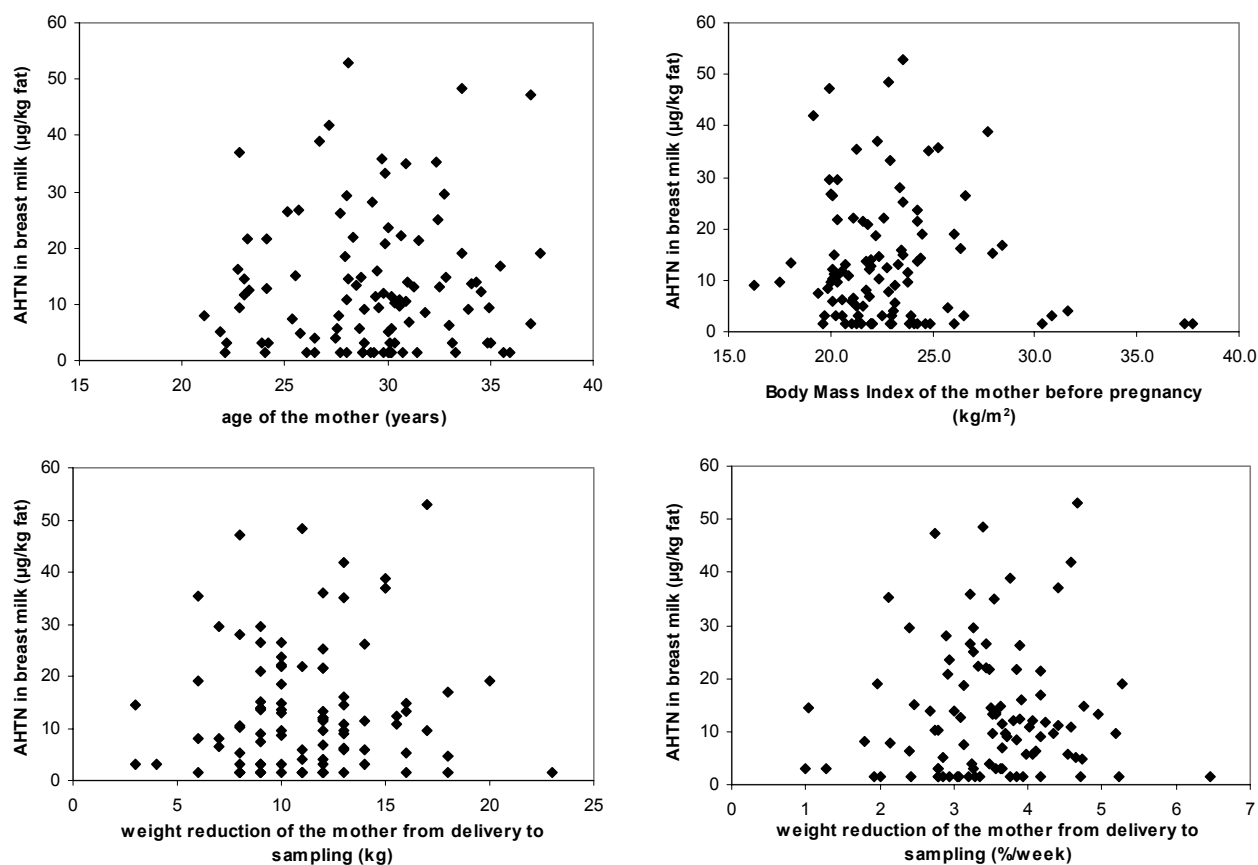 AHTN in breast milk (µg/kg fat)
60
50
40
30
20
10
0
15 20 25 30 35 40
age of the mother (years)
AHTN in breast milk (µg/kg fat)
60
50
40
30
20
10
0
15.0 20.0 25.0 30.0 35.0 40.0
Body Mass Index of the mother before pregnancy
(kg/m²)
AHTN in breast milk (µg/kg fat)
60
50
40
30
20
10
0
0 5 10 15 20 25
weight reduction of the mother from delivery to
sampling (kg)
AHTN in breast milk (µg/kg fat)
60
50
40
30
20
10
0
0 1 2 3 4 5 6 7
weight reduction of the mother from delivery to
sampling (%/week)